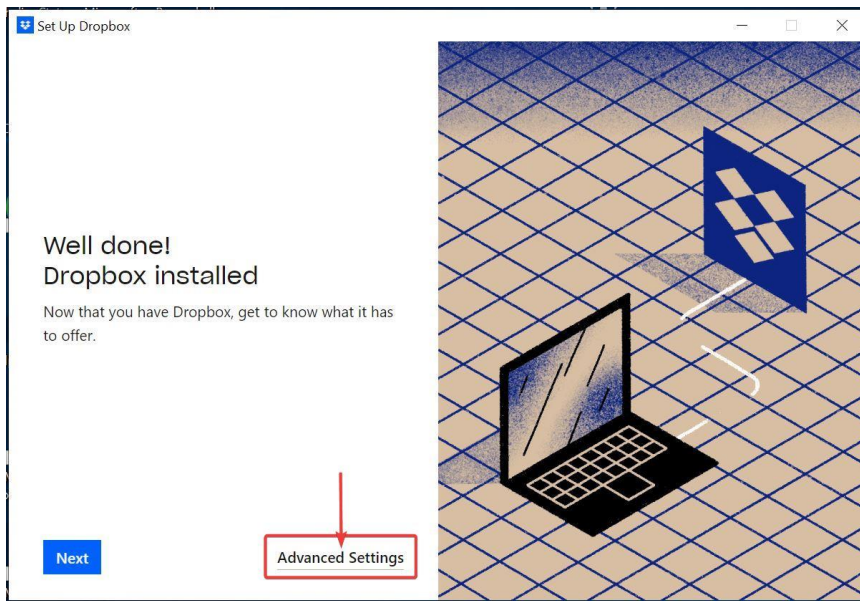 Set Up Dropbox
Well done!
Dropbox installed
Now that you have Dropbox, get to know what it has
to offer.
Next
Advanced Settings